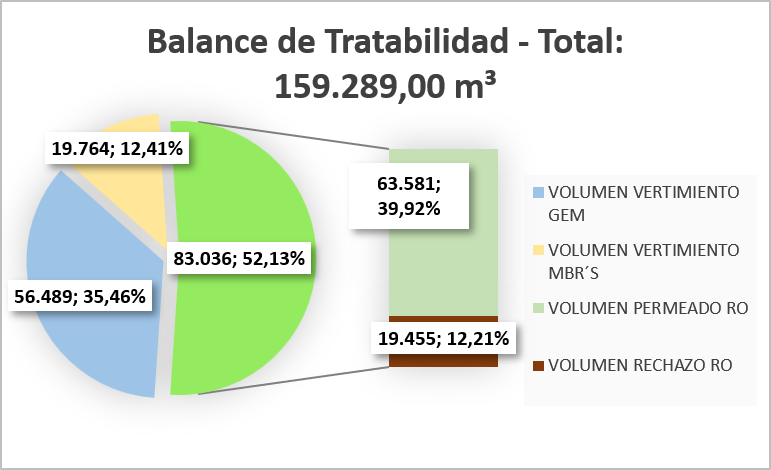 Balance de Tratabilidad - Total:
159.289,00 m³
19.764; 12,41%
83.036; 52,13%
56.489; 35,46%
63.581;
39,92%
19.455; 12,21%
VOLUMEN VERTIMIENTO
GEM
VOLUMEN VERTIMIENTO
MBR´S
VOLUMEN PERMEADO RO
VOLUMEN RECHAZO RO